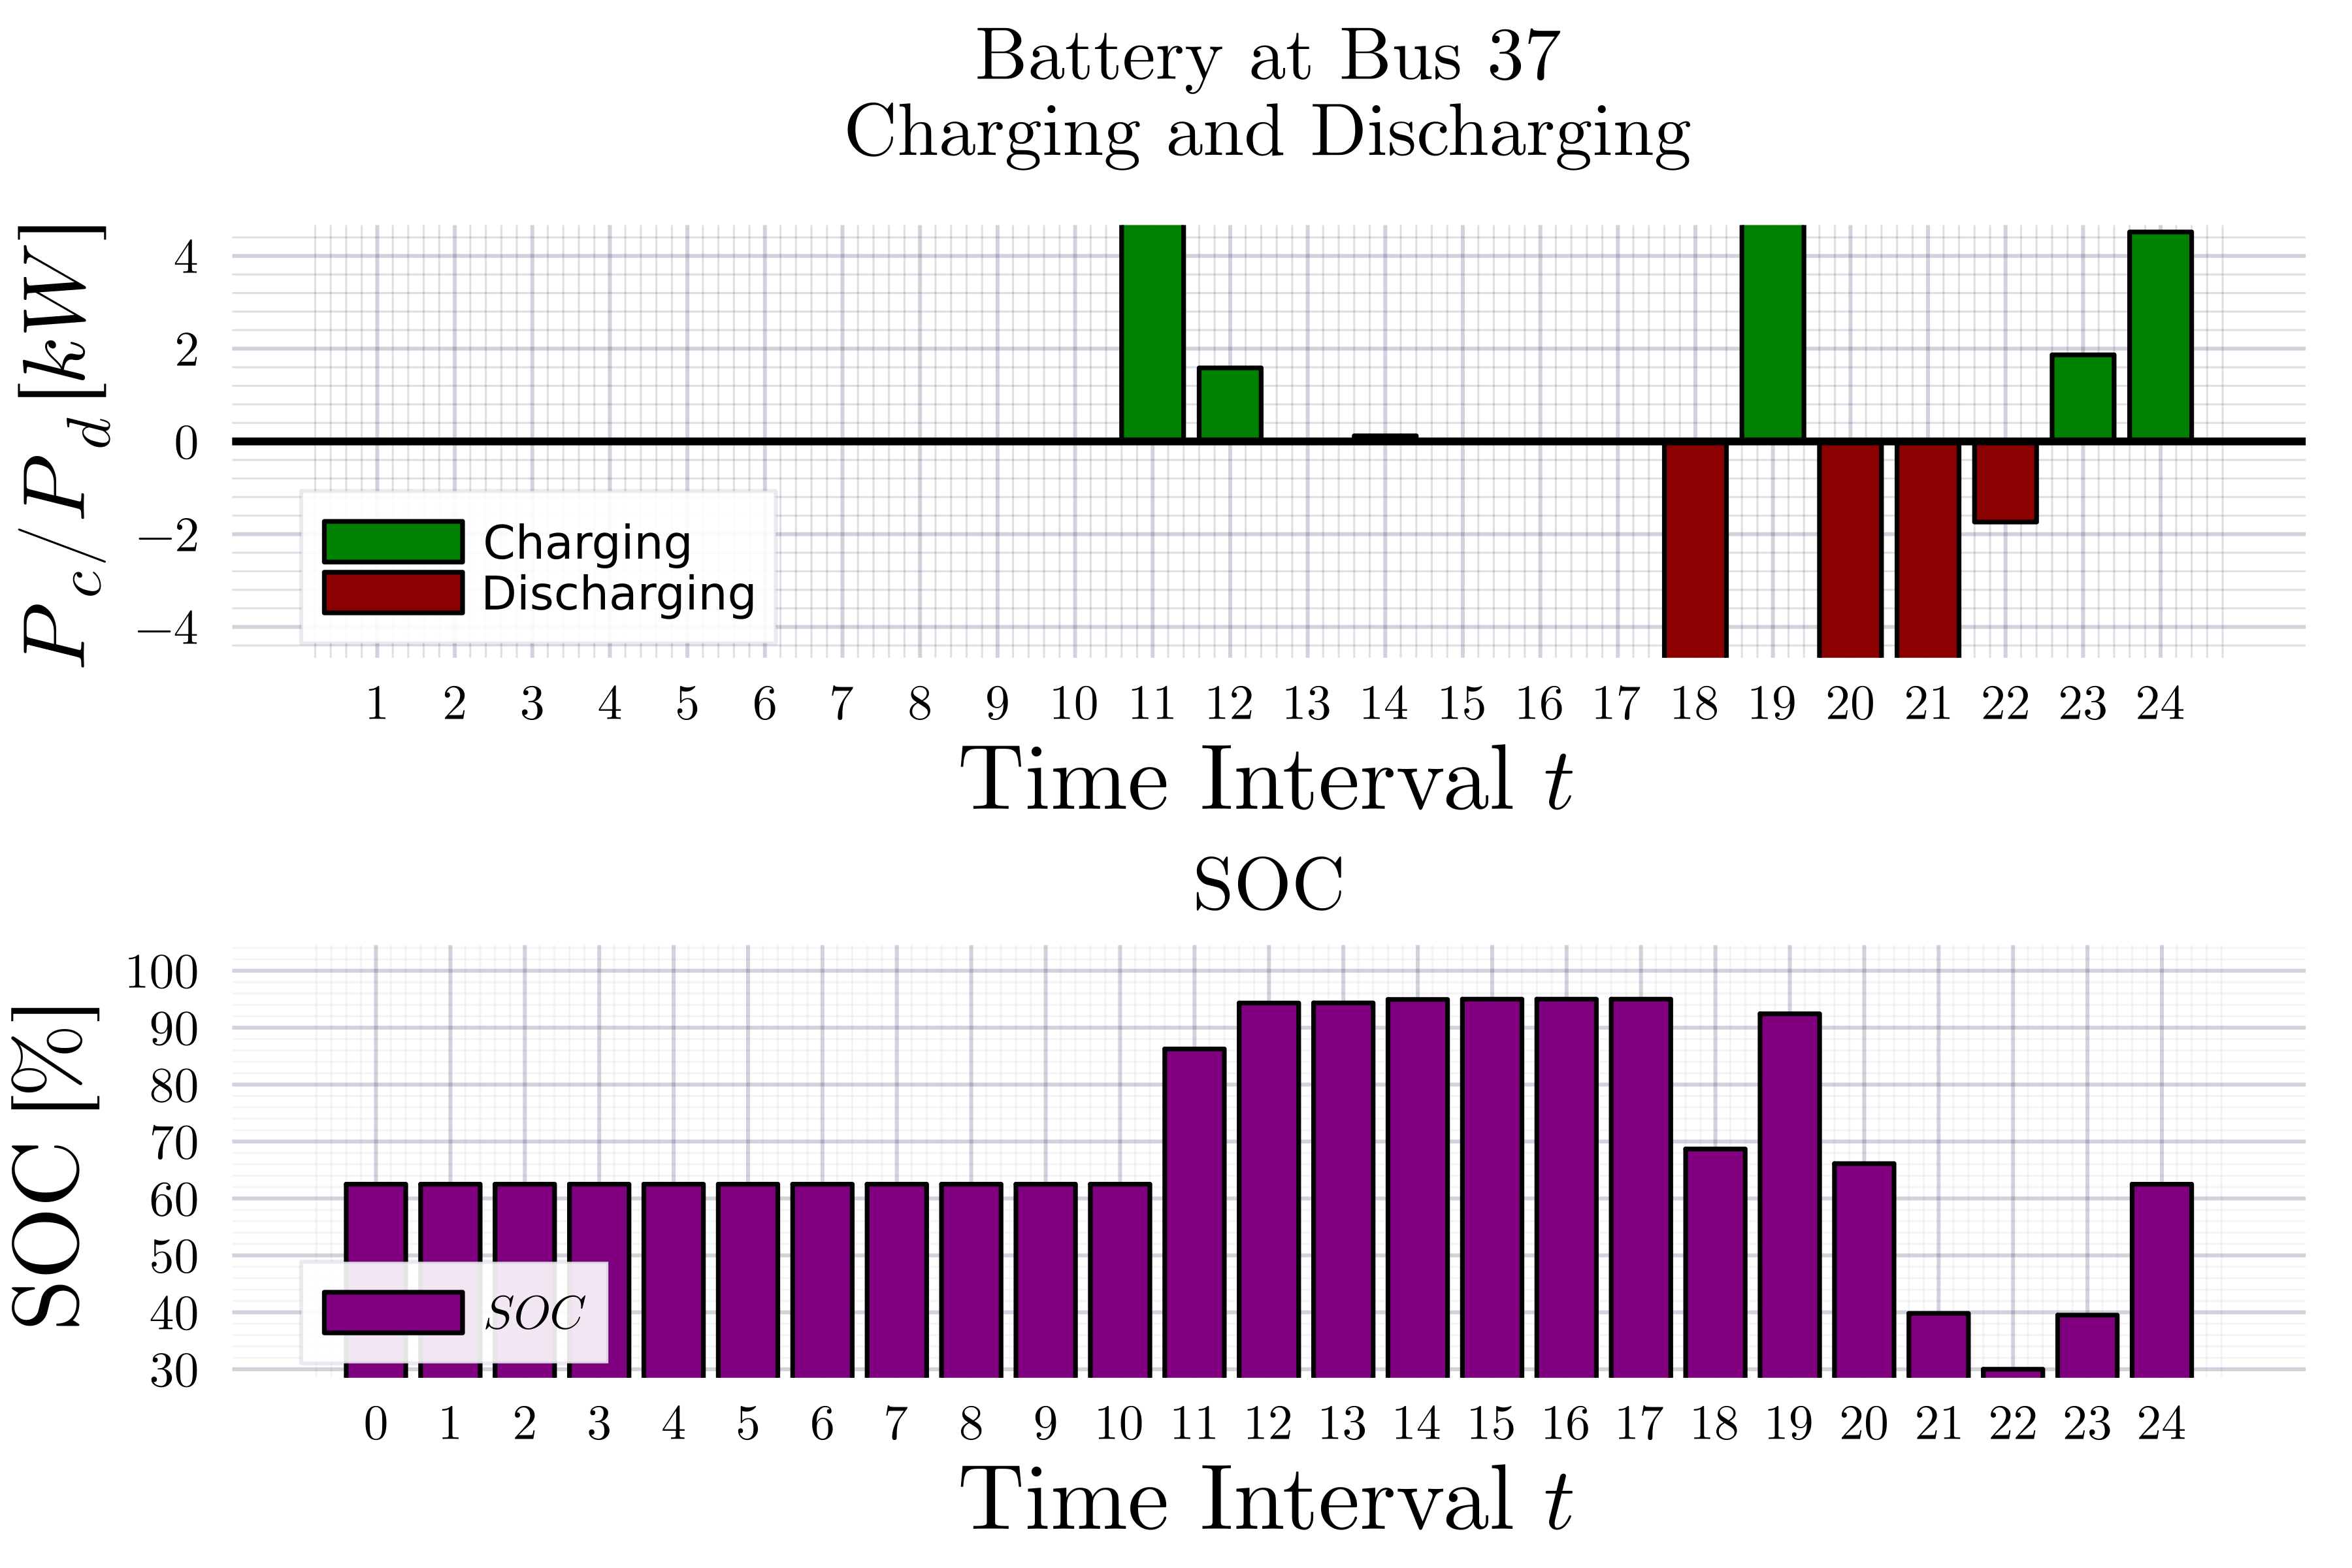 Battery at Bus 37
Charging and Discharging
P_c/P_d [kW]
4
2
0
−2
−4
Charging
Discharging
1 2 3 4 5 6 7 8 9 10 11 12 13 14 15 16 17 18 19 20 21 22 23 24
Time Interval t
SOC
SOC [%]
100
90
80
70
60
50
40
30
SOC
0 1 2 3 4 5 6 7 8 9 10 11 12 13 14 15 16 17 18 19 20 21 22 23 24
Time Interval t